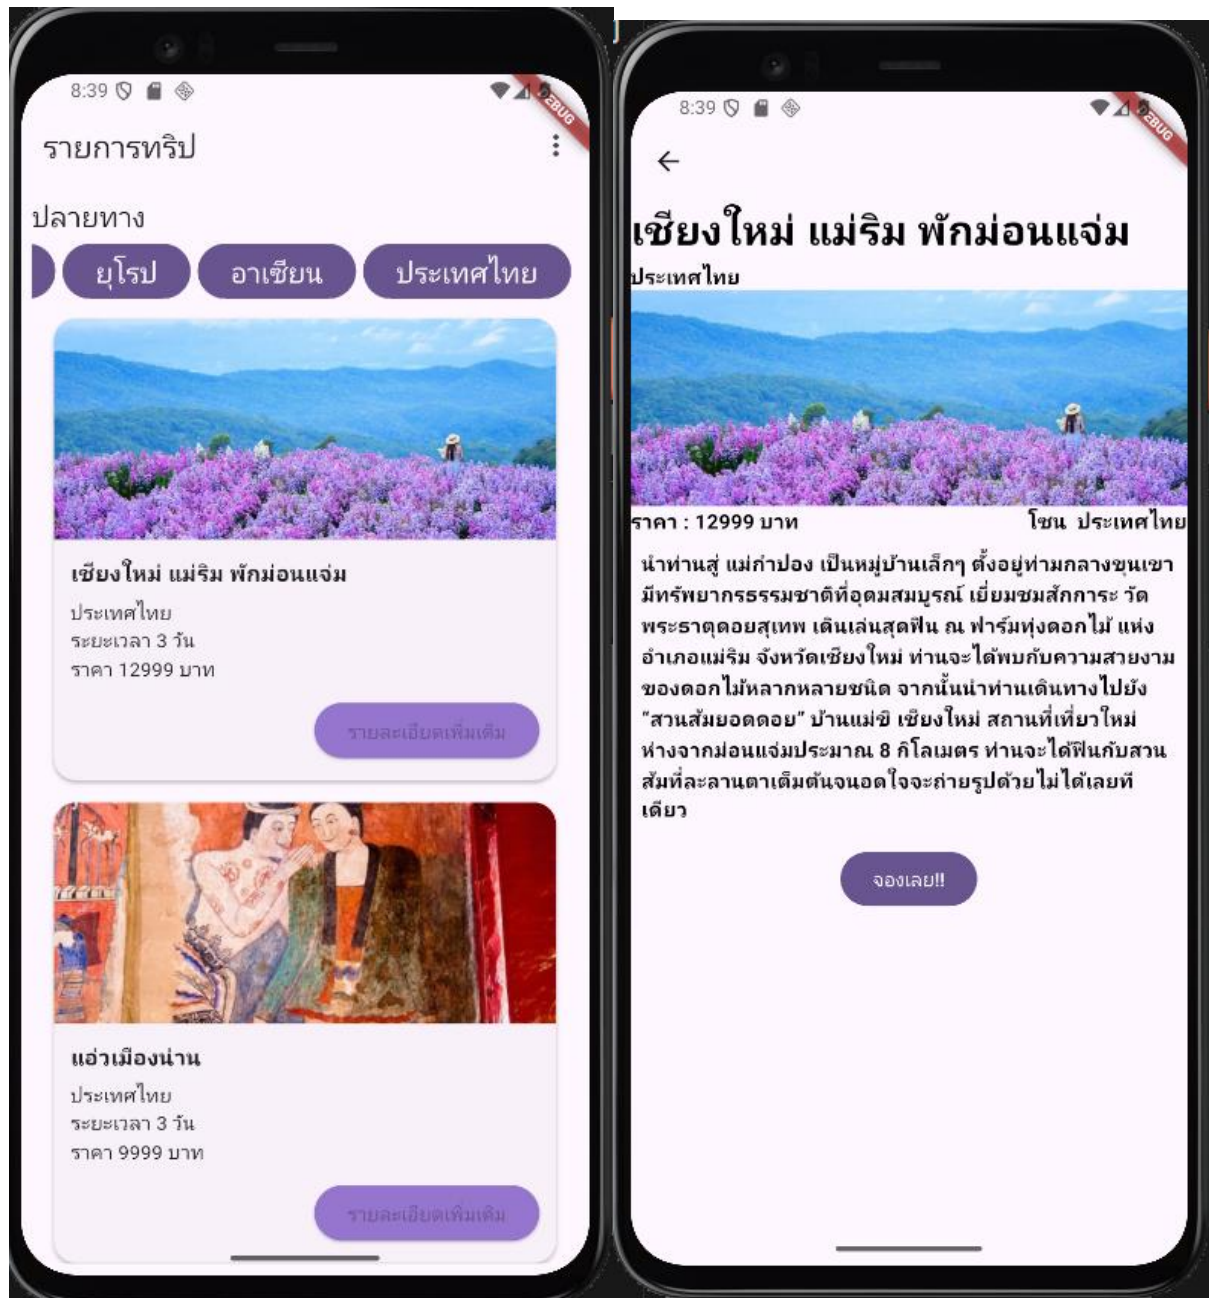 8:39
DEBUG
รายการทริป
ปลายทาง
ยุโรป
อาเซียน
ประเทศไทย
เชียงใหม่ แม่ริม พักม่อนแจ่ม
ประเทศไทย
ระยะเวลา 3 วัน
ราคา 12999 บาท
รายละเอียดเพิ่มเติม
แอ่วเมืองน่าน
ประเทศไทย
ระยะเวลา 3 วัน
ราคา 9999 บาท
รายละเอียดเพิ่มเติม
8:39
DEBUG
เชียงใหม่ แม่ริม พักม่อนแจ่ม
ประเทศไทย
ราคา : 12999 บาท
โซน ประเทศไทย
นำท่านสู่ แม่กำปอง เป็นหมู่บ้านเล็กๆ ตั้งอยู่ท่ามกลางขุนเขา
มีทรัพยากรธรรมชาติที่อุดมสมบูรณ์ เยี่ยมชมสักการะ วัด
พระธาตุดอยสุเทพ เดินเล่นสุดฟิน ณ ฟาร์มทุ่งดอกไม้ แห่ง
อำเภอแม่ริม จังหวัดเชียงใหม่ ท่านจะได้พบกับความสวยงาม
ของดอกไม้หลากหลายชนิด จากนั้นนำท่านเดินทางไปยัง
“สวนส้มยอดดอย” บ้านแม่ขิ เชียงใหม่ สถานที่เที่ยวใหม่
ห่างจากม่อนแจ่มประมาณ 8 กิโลเมตร ท่านจะได้ฟินกับสวน
ส้มที่ละลานตาเต็มต้นจนอดใจจะถ่ายรูปด้วยไม่ได้เลยที
เดียว
จองเลย!!